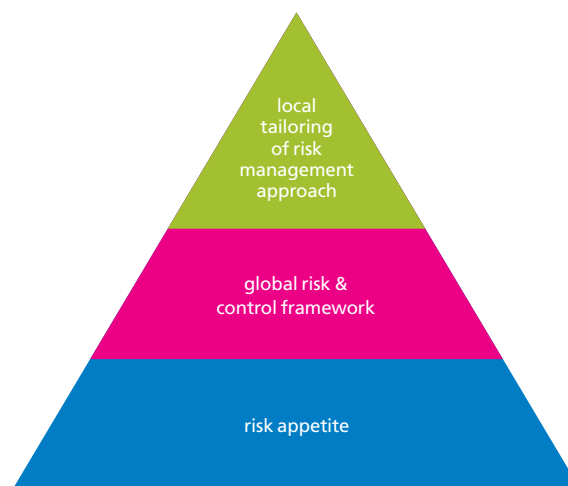 local
tailoring
of risk
management
approach
global risk &
control framework
risk appetite